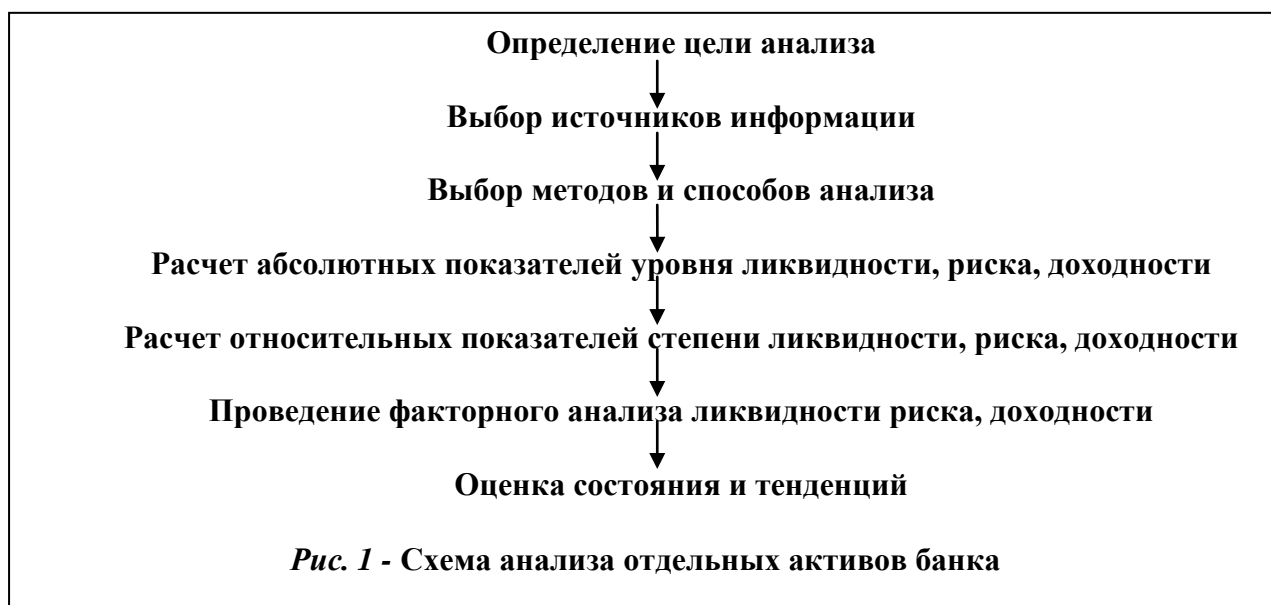 Определение цели анализа
Выбор источников информации
Выбор методов и способов анализа
Расчет абсолютных показателей уровня ликвидности, риска, доходности
Расчет относительных показателей степени ликвидности, риска, доходности
Проведение факторного анализа ликвидности риска, доходности
Оценка состояния и тенденций
Рис. 1 - Схема анализа отдельных активов банка